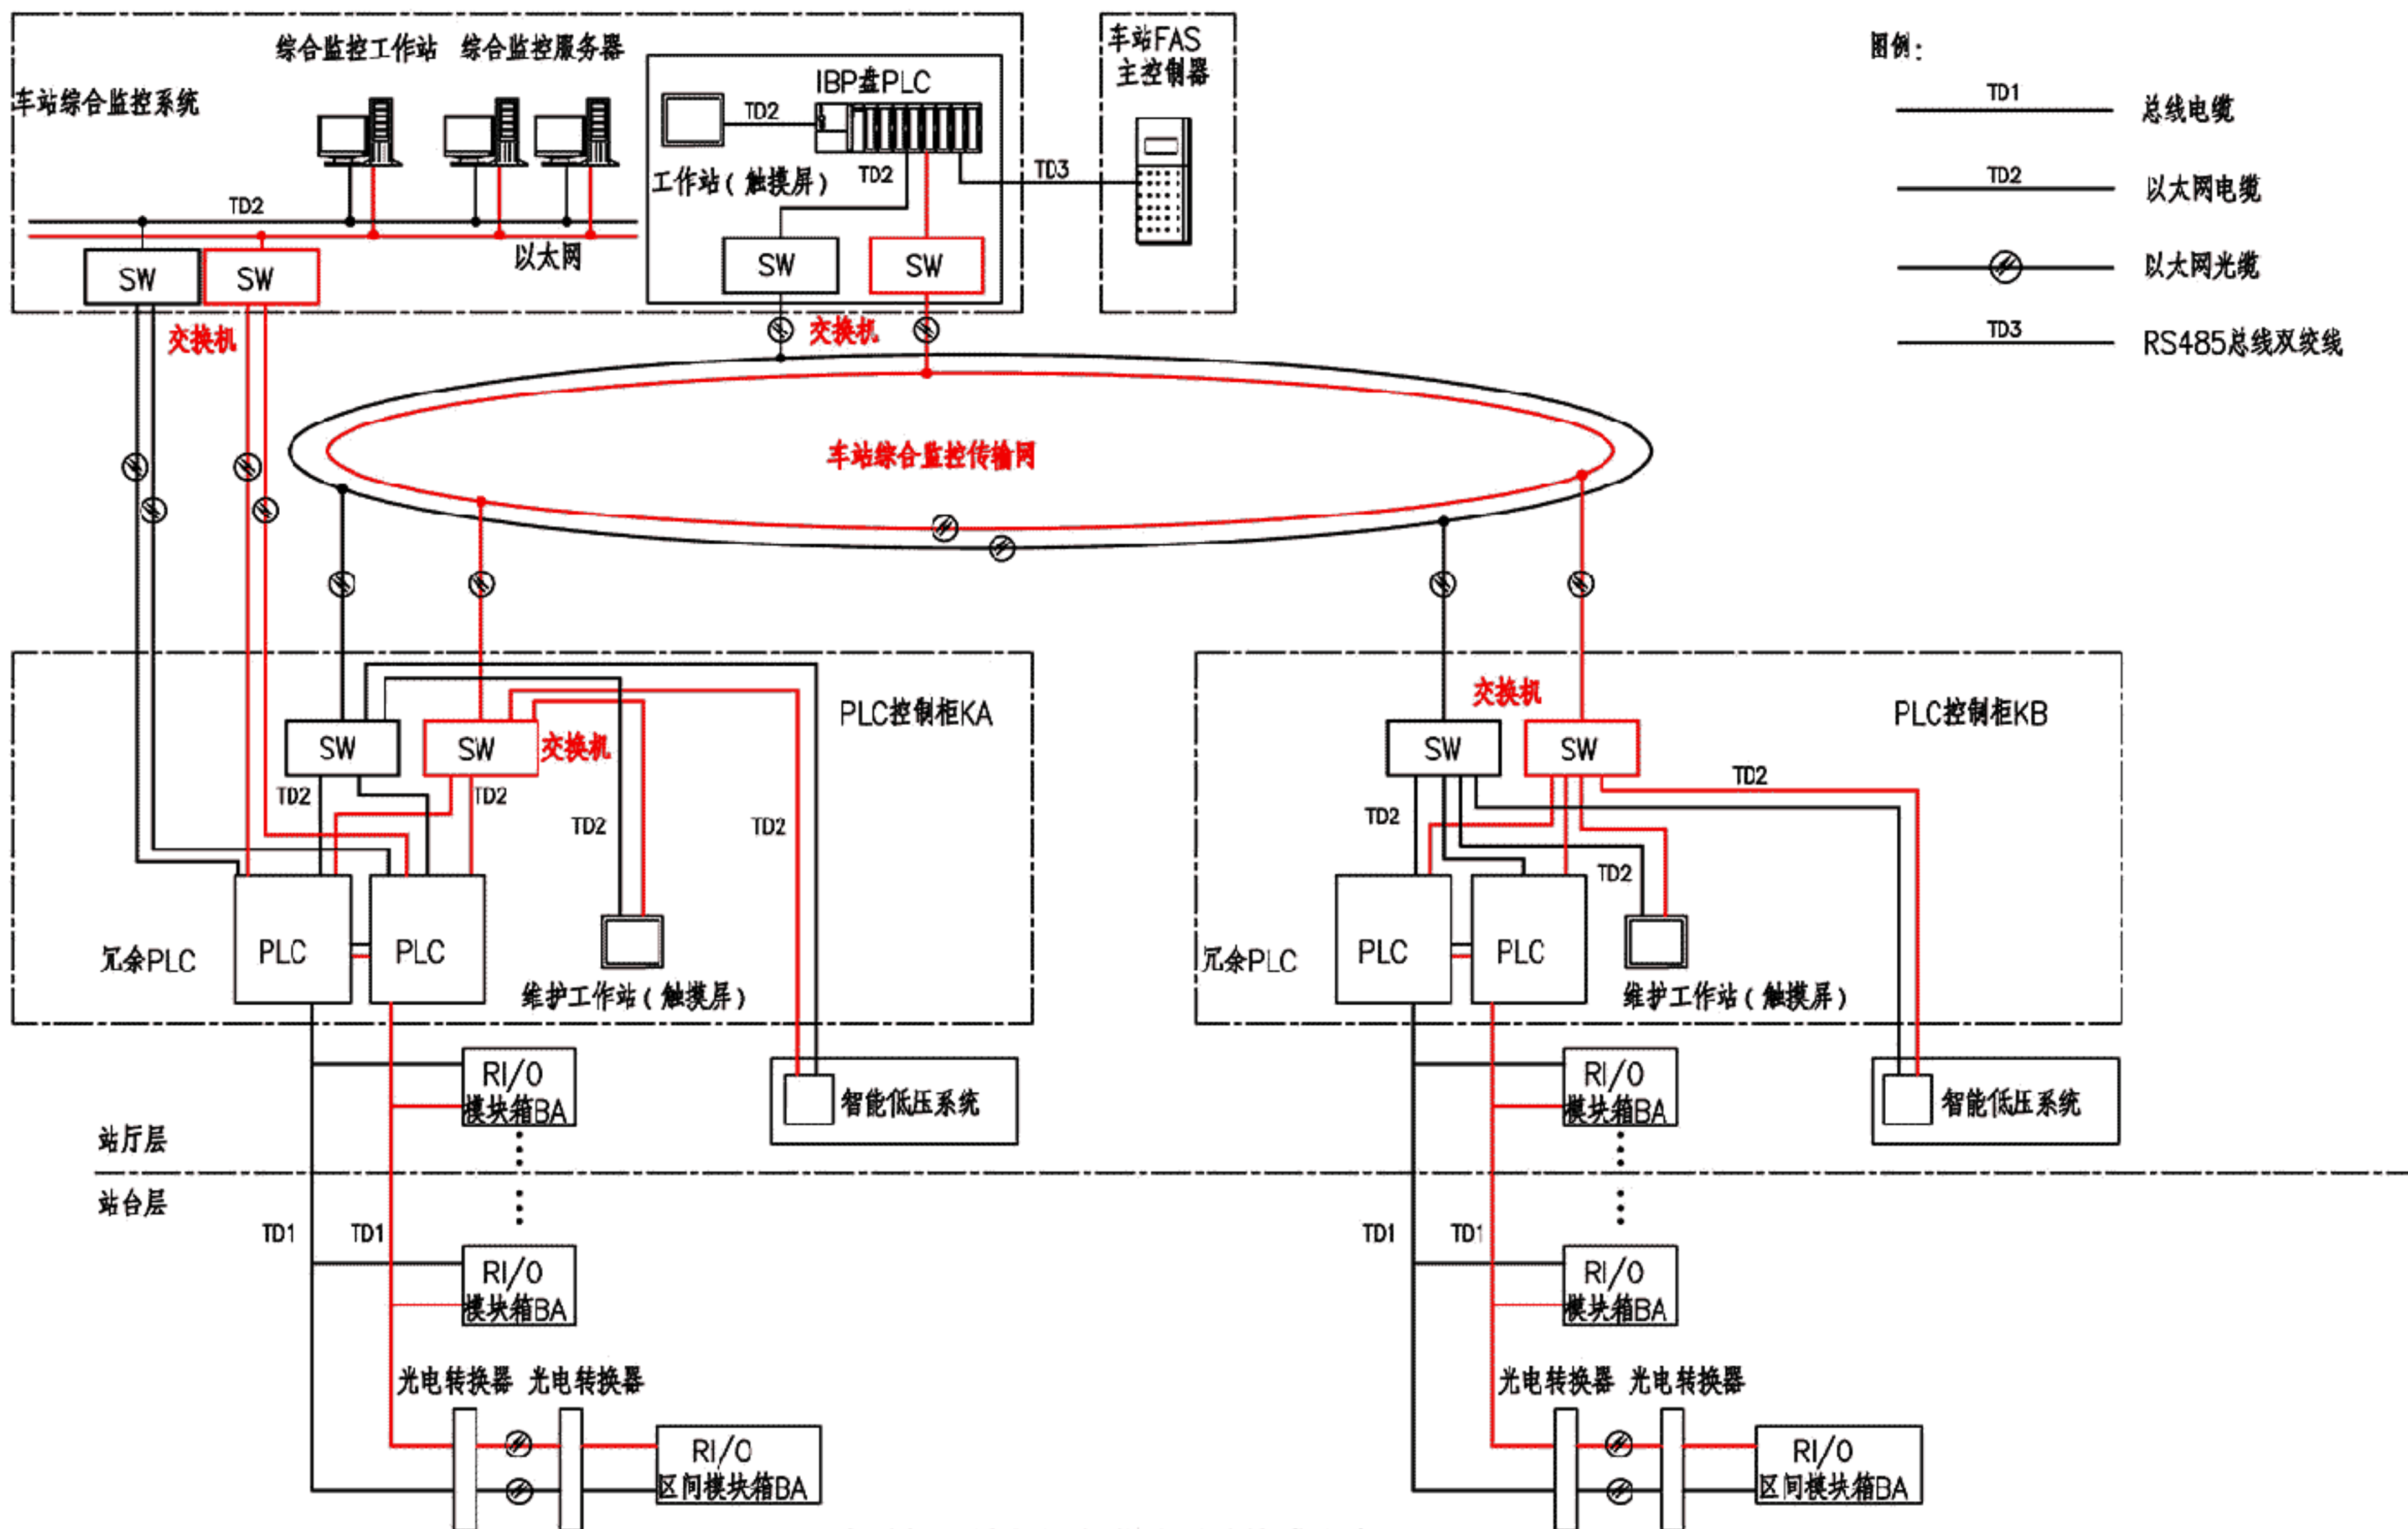 综合监控工作站 综合监控服务器
车站综合监控系统
IBP盘PLC
TD2
工作站(触摸屏)
TD2
车站FAS
主控制器
TD3
图例:
TD1
总线电缆
TD2
以太网电缆
以太网光缆
TD3
RS485总线双绞线
TD2
以太网
SW
SW
SW
SW
交换机
交换机
车站综合监控传输网
PLC控制柜KA
SW
SW
交换机
TD2
TD2
TD2
TD2
冗余PLC
PLC
PLC
维护工作站(触摸屏)
交换机
PLC控制柜KB
SW
SW
TD2
TD2
TD2
冗余PLC
PLC
PLC
维护工作站(触摸屏)
RI/O
模块箱BA
智能低压系统
RI/O
模块箱BA
智能低压系统
站厅层
站台层
TD1
TD1
RI/O
模块箱BA
TD1
TD1
RI/O
模块箱BA
光电转换器 光电转换器
RI/O
区间模块箱BA
光电转换器 光电转换器
RI/O
区间模块箱BA